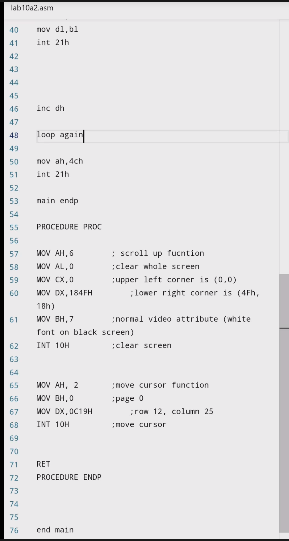 lab10a2.asm
40 mov dl,bl
41 int 21h
42
43
44
45
46 inc dh
47
48 loop again
49
50 mov ah,4ch
51 int 21h
52
53 main endp
54
55 PROCEDURE PROC
56
57 MOV AH,6 ; scroll up fucntion
58 MOV AL,0 ;clear whole screen
59 MOV CX,0 ;upper left corner is (0,0)
60 MOV DX,184FH ;lower right corner is (4Fh,
18h)
61 MOV BH,7 ;normal video attribute (white
font on black screen)
62 INT 10H ;clear screen
63
64
65 MOV AH, 2 ;move cursor function
66 MOV BH,0 ;page 0
67 MOV DX,0C19H ;row 12, column 25
68 INT 10H ;move cursor
69
70
71 RET
72 PROCEDURE ENDP
73
74
75
76 end main